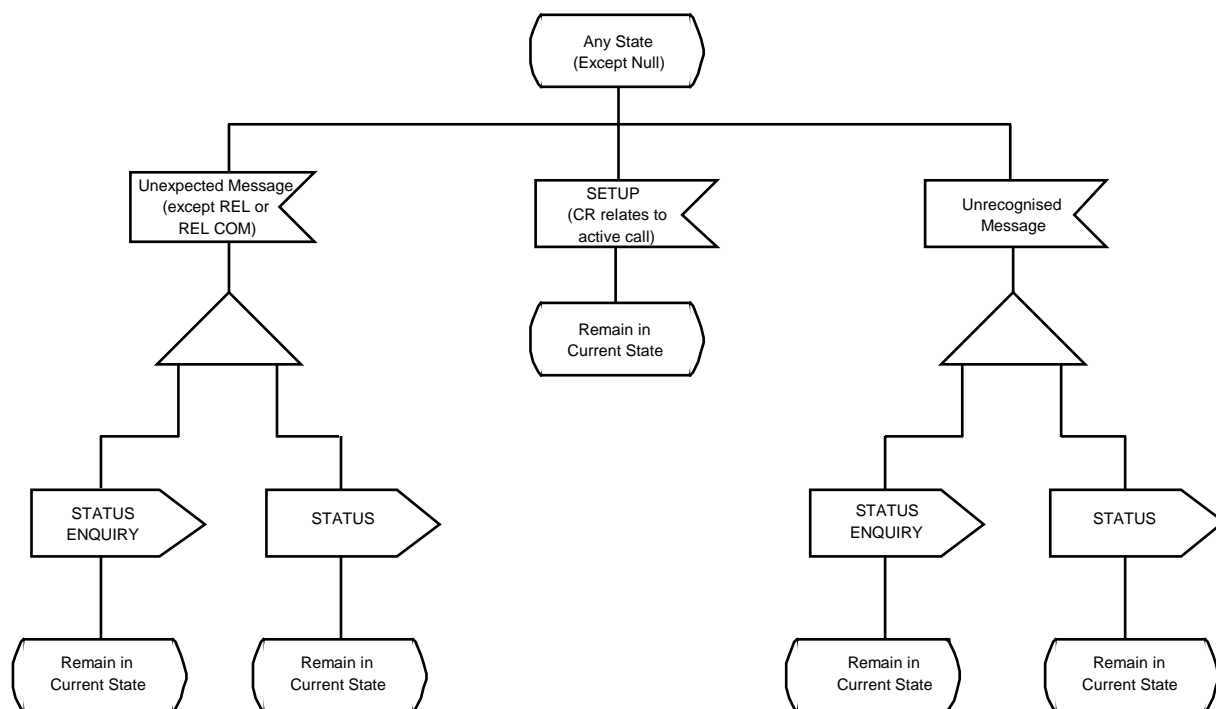 Any State
(Except Null)
Unexpected Message
(except REL or
REL COM)
SETUP
(CR relates to
active call)
Unrecognised
Message
Remain in
Current State
STATUS
ENQUIRY
STATUS
STATUS
ENQUIRY
STATUS
Remain in
Current State
Remain in
Current State
Remain in
Current State
Remain in
Current State